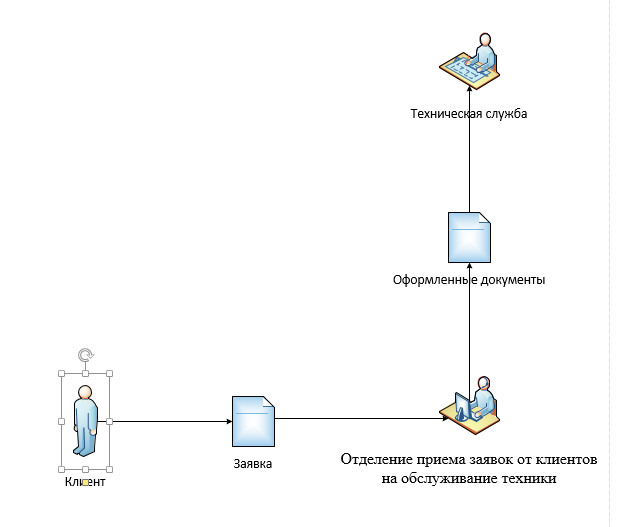 Техническая служба
Оформленные документы
Клиент
Заявка
Отделение приема заявок от клиентов
на обслуживание техники